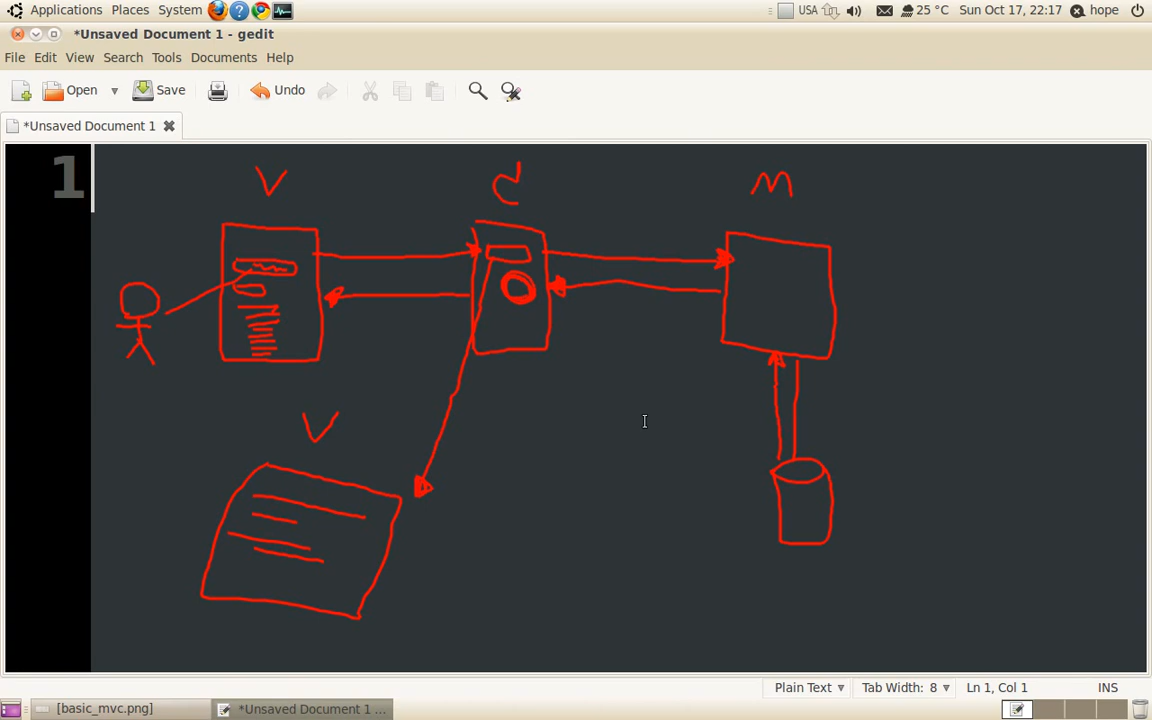 Applications Places System USA 25 °C Sun Oct 17, 22:17 hope
*Unsaved Document 1 - gedit
File Edit View Search Tools Documents Help
Open Save Undo
*Unsaved Document 1
1
V C M
V
Plain Text Tab Width: 8 Ln 1, Col 1 INS
[basic_mvc.png] *Unsaved Document 1 ...